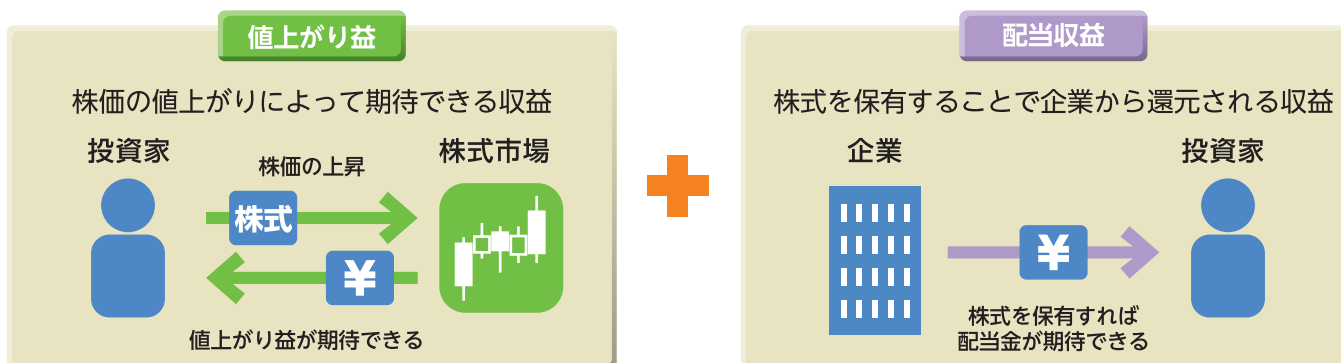 値上がり益
株価の値上がりによって期待できる収益
投資家
株価の上昇
株式市場
株式
¥
値上がり益が期待できる
配当収益
株式を保有することで企業から還元される収益
企業
投資家
¥
株式を保有すれば
配当金が期待できる